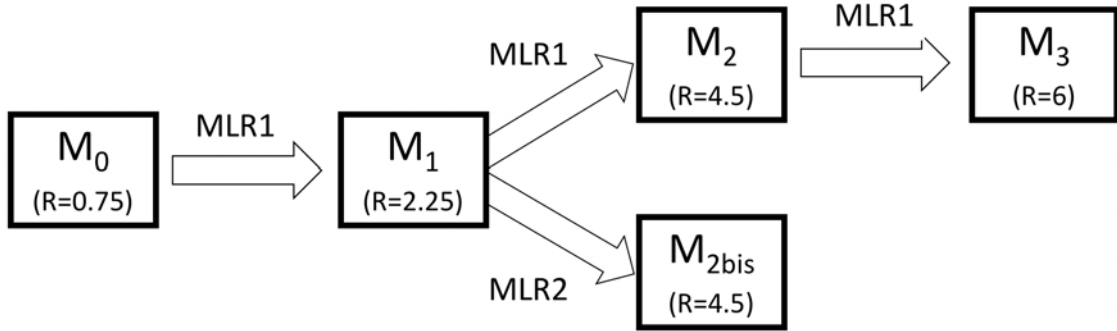 M₀
(R=0.75)
MLR1
M₁
(R=2.25)
MLR1
M₂
(R=4.5)
MLR1
M₃
(R=6)
MLR2
M₂bis
(R=4.5)